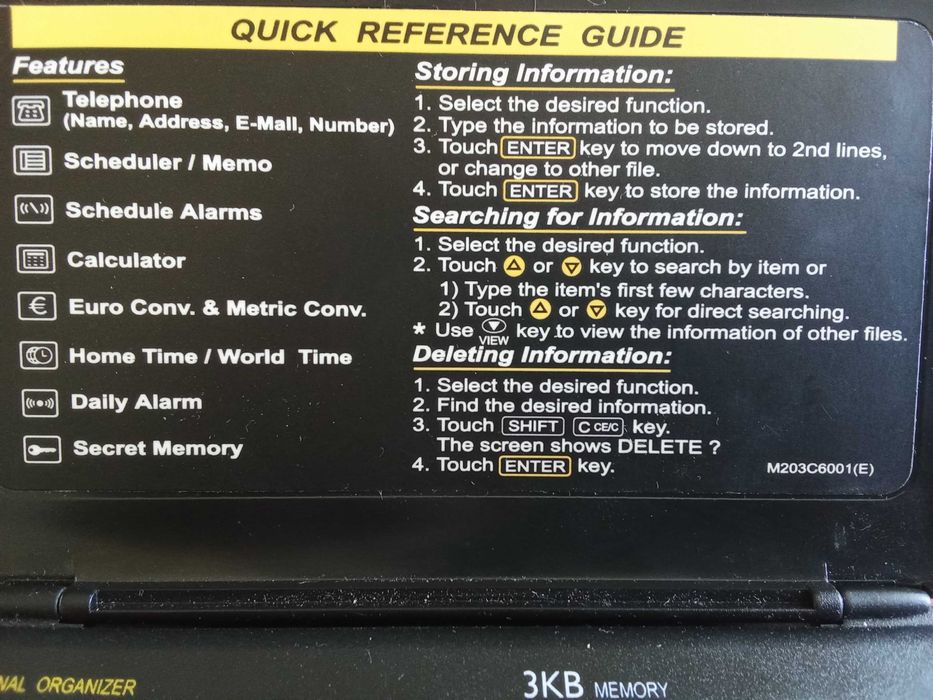 QUICK REFERENCE GUIDE
Features
Telephone
(Name, Address, E-Mail, Number)
Scheduler / Memo
Schedule Alarms
Calculator
€ Euro Conv. & Metric Conv.
Home Time / World Time
Daily Alarm
Secret Memory
Storing Information:
1. Select the desired function.
2. Type the information to be stored.
3. Touch ENTER key to move down to 2nd lines,
or change to other file.
4. Touch ENTER key to store the information.
Searching for Information:
1. Select the desired function.
2. Touch △ or ▽ key to search by item or
1) Type the item's first few characters.
2) Touch △ or ▽ key for direct searching.
* Use ▽ key to view the information of other files.
VIEW
Deleting Information:
1. Select the desired function.
2. Find the desired information.
3. Touch SHIFT C CE/C key.
The screen shows DELETE ?
4. Touch ENTER key.
M203C6001(E)
NAL ORGANIZER
3KB MEMORY